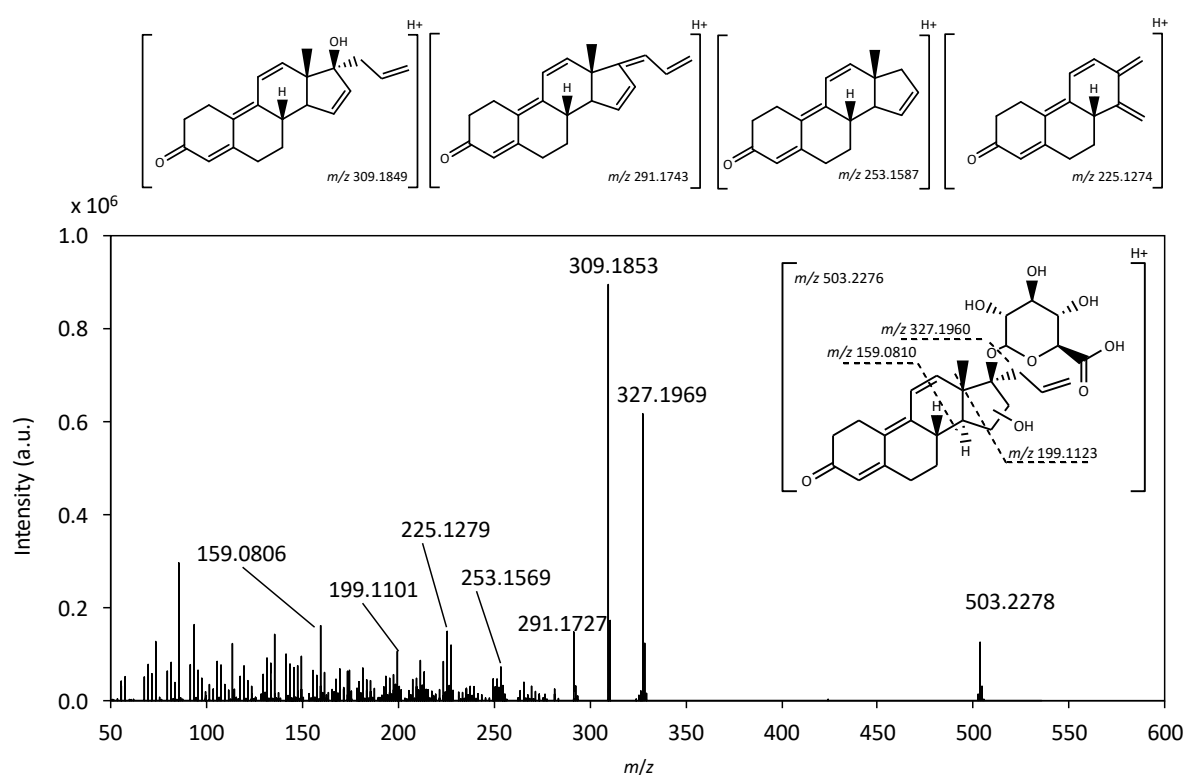 H+
H+
H+
H+
OH
H
H
H
H
O
O
O
O
m/z 309.1849
m/z 291.1743
m/z 253.1587
m/z 225.1274
x 10⁶
1.0
0.8
0.6
0.4
0.2
0.0
Intensity (a.u.)
309.1853
327.1969
225.1279
159.0806
253.1569
199.1101
291.1727
503.2278
H+
m/z 503.2276
OH
HO
OH
m/z 327.1960
O
O
OH
O
m/z 159.0810
H
OH
H
m/z 199.1123
O
50
100
150
200
250
300
350
400
450
500
550
600
m/z